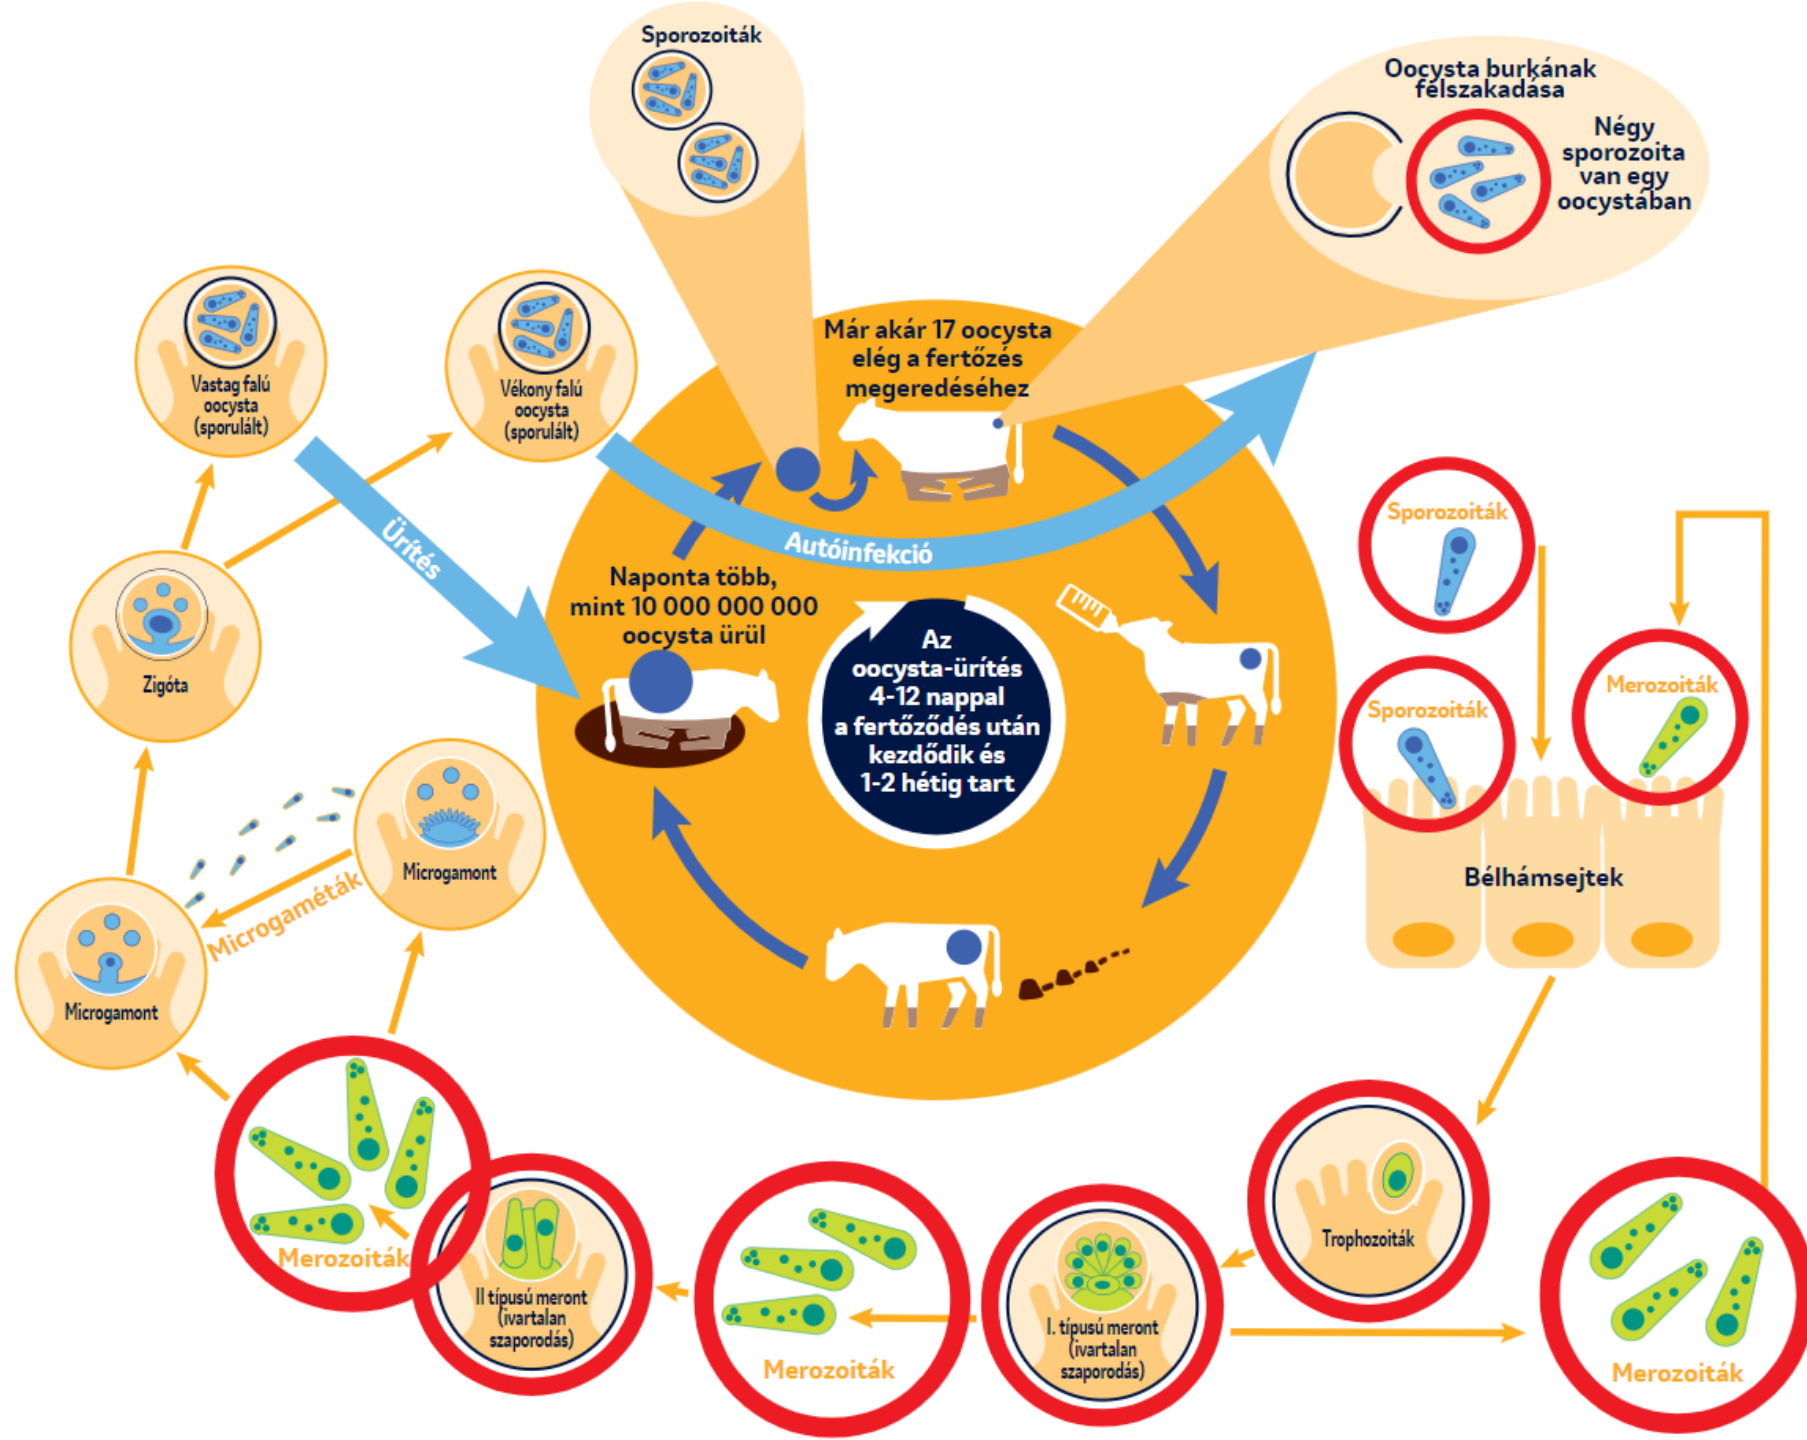 Sporozoiták
Oocysta burkának
felszakadása
Négy
sporozoita
van egy
oocystában
Vastag falú
oocysta
(sporulált)
Vékony falú
oocysta
(sporulált)
Már akár 17 oocysta
elég a fertőzés
megeredéséhez
Ürítés
Autóinfekció
Naponta több,
mint 10 000 000 000
oocysta ürül
Az
oocysta-ürítés
4-12 nappal
a fertőződés után
kezdődik és
1-2 hétig tart
Sporozoiták
Sporozoiták
Merozoiták
Bélhámsejtek
Zigóta
Microgamont
Microgaméták
Microgamont
Merozoiták
II típusú meront
(ivartalan
szaporodás)
Merozoiták
I. típusú meront
(ivartalan
szaporodás)
Trophozoiták
Merozoiták